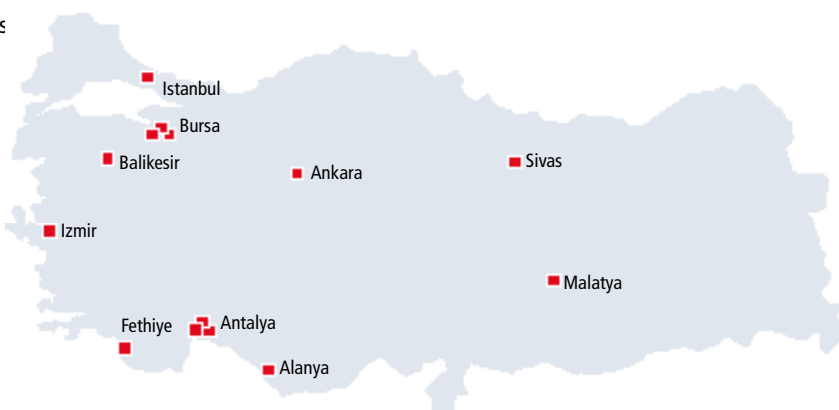 s
Istanbul
Bursa
Balikesir
Ankara
Sivas
Izmir
Malatya
Fethiye
Antalya
Alanya